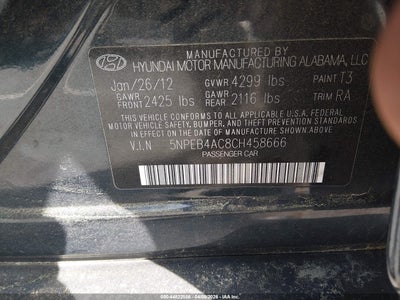 MANUFACTURED BY
HYUNDAI MOTOR MANUFACTURING ALABAMA, LLC
Jan/26/12 GVWR 4299 lbs. PAINT T3
GAWR FRONT 2425 lbs GAWR REAR 2116 lbs TRIM RA
THIS VEHICLE CONFORMS TO ALL APPLICABLE U.S.A. FEDERAL
MOTOR VEHICLE SAFETY, BUMPER, AND THEFT PREVENTION STANDARDS
IN EFFECT ON THE DATE OF MANUFACTURE SHOWN ABOVE.
V.I.N 5NPEB4AC8CH458666
PASSENGER CAR